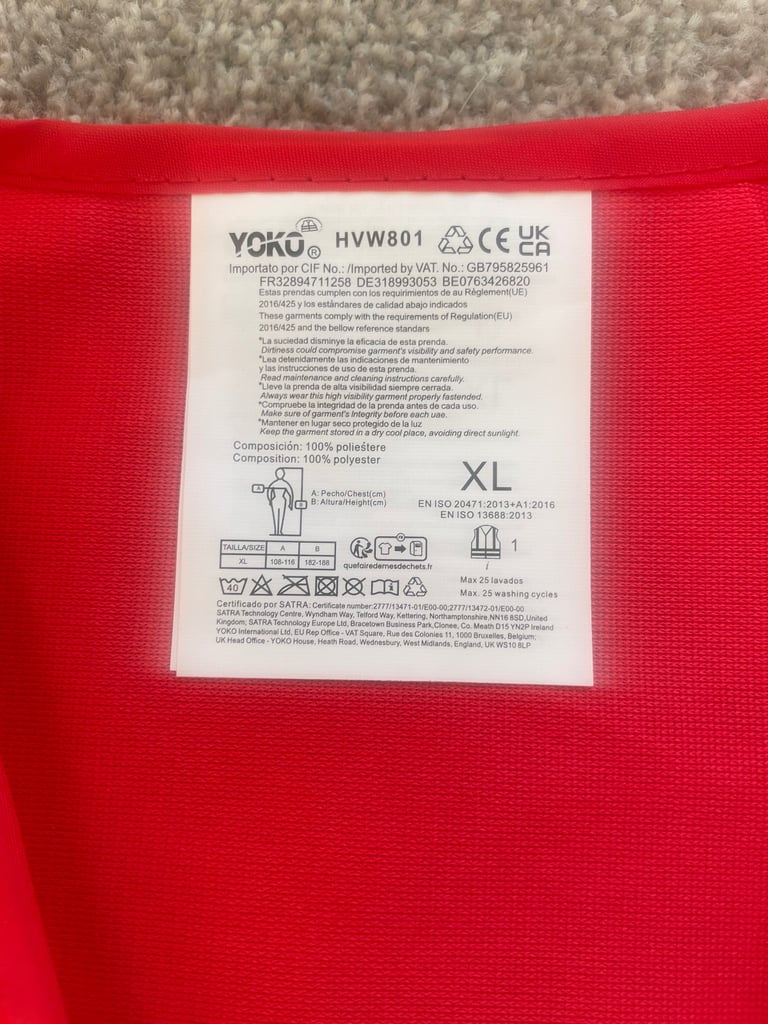 YOKO® HVW801 CE UK CA
Importato por CIF No.: /Imported by VAT. No.: GB795825961
FR32894711258 DE318993053 BE0763426820
Estas prendas cumplen con los requirimientos de au Règlement(UE)
2016/425 y los estándares de calidad abajo indicados
These garments comply with the requirements of Regulation(EU)
2016/425 and the bellow reference standars
*La suciedad disminye la eficacia de esta prenda.
Dirtiness could compromise garment's visibility and safety performance.
*Lea detenidamente las indicaciones de mantenimiento
y las instrucciones de uso de esta prenda.
Read maintenance and cleaning instructions carefully.
*Lleve la prenda de alta visibilidad siempre cerrada.
Always wear this high visibility garment properly fastended.
*Compruebe la integridad de la prenda antes de cada uso.
Make sure of garment's Integrity before each uae.
*Mantener en lugar seco protegido de la luz
Keep the garment stored in a dry cool place, avoiding direct sunlight.
Composición: 100% polieštere
Composition: 100% polyester
XL
A
B
A: Pecho/Chest(cm)
B: Altura/Height(cm)
EN ISO 20471:2013+A1:2016
EN ISO 13688:2013
TAILLA/SIZE A B
XL 108-116 182-188
FR
quefairedemesdechets.fr
1
i
40
Max 25 lavados
Max. 25 washing cycles
Certificado por SATRA: Certificate number:2777/13471-01/E00-00;2777/13472-01/E00-00
SATRA Technology Centre, Wyndham Way, Telford Way, Kettering, Northamptonshire,NN16 8SD,United
Kingdom; SATRA Technology Europe Ltd, Bracetown Business Park,Clonee, Co. Meath D15 YN2P Ireland
YOKO International Ltd, EU Rep Office - VAT Square, Rue des Colonies 11, 1000 Bruxelles, Belgium;
UK Head Office - YOKO House, Heath Road, Wednesbury, West Midlands, England, UK WS10 8LP